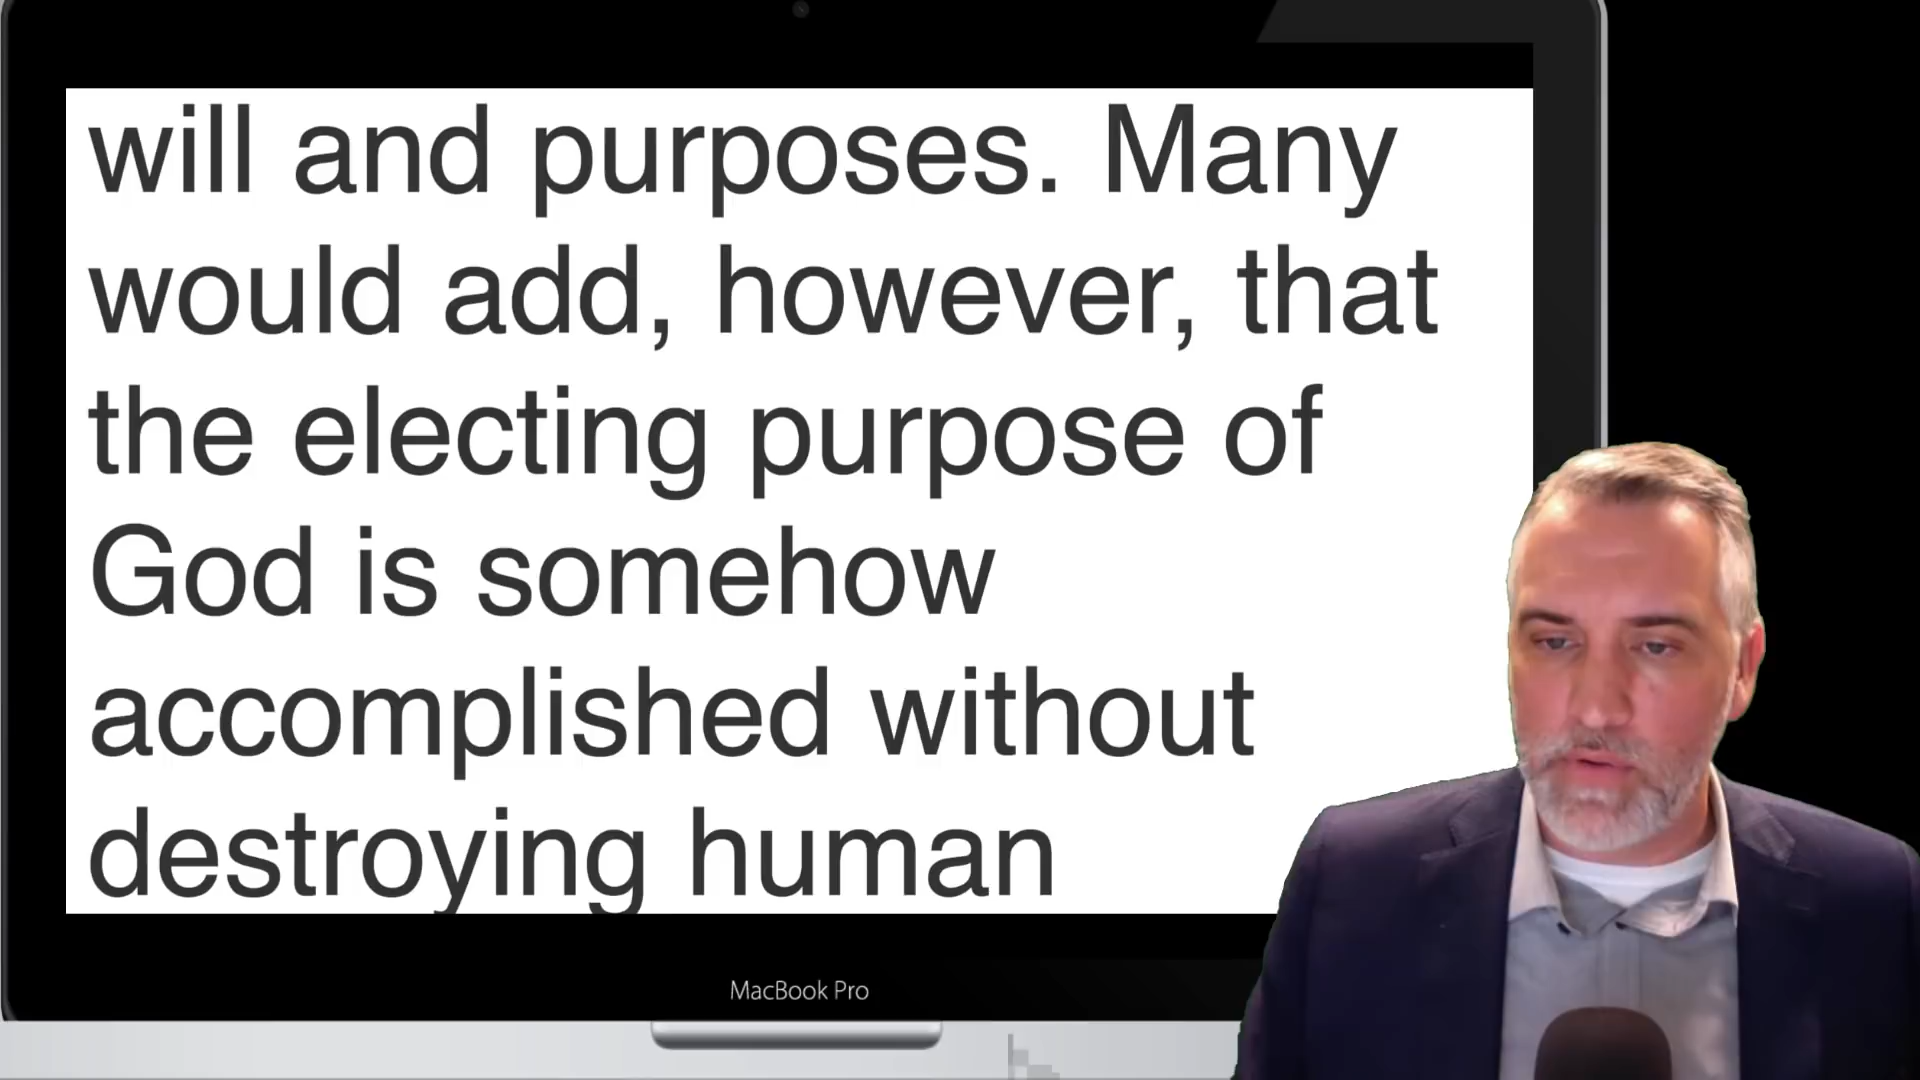 will and purposes. Many
would add, however, that
the electing purpose of
God is somehow
accomplished without
destroying human
MacBook Pro